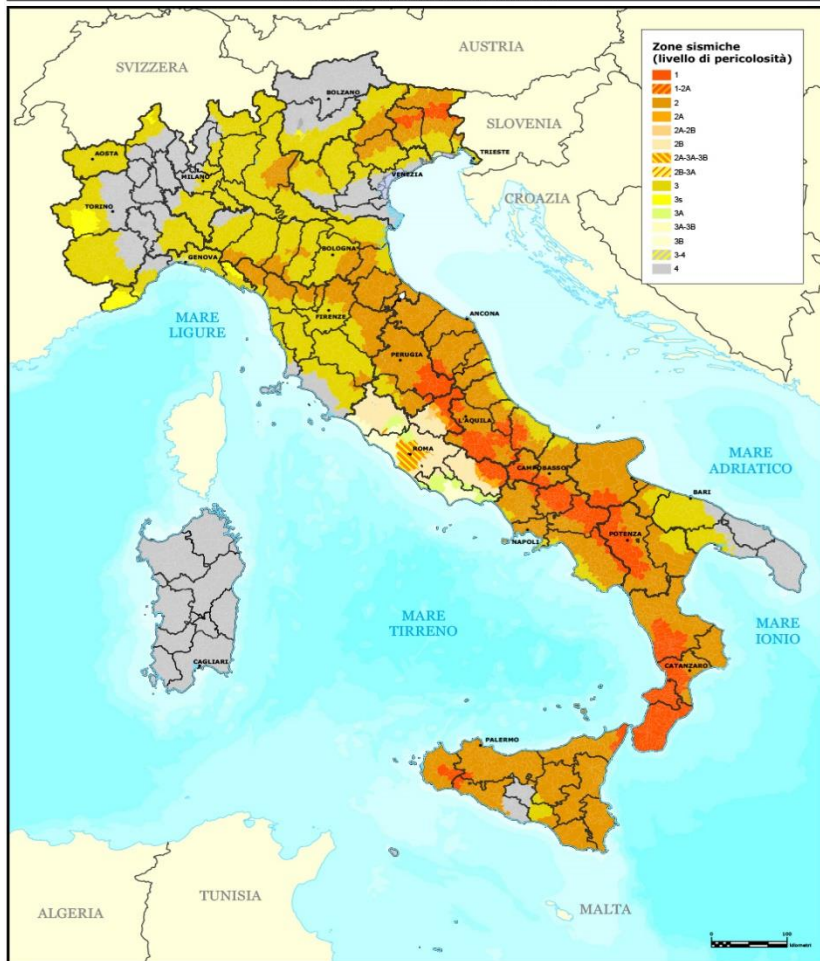 AUSTRIA
SVIZZERA
Zone sismiche
(livello di pericolosità)
1
1-2A
2
2A
2A-2B
2B
2A-3A-3B
2B-3A
3
3s
3A
3A-3B
3B
3-4
4
BOLZANO
SLOVENIA
AOSTA
TRIESTE
MILANO
VENEZIA
CROAZIA
TORINO
BOLOGNA
GENOVA
FIRENZE
ANCONA
MARE
LIGURE
PERUGIA
L'AQUILA
ROMA
MARE
ADRIATICO
CAMPOBASSO
BARI
NAPOLI
POTENZA
MARE
TIRRENO
MARE
IONIO
CAGLIARI
CATANZARO
PALERMO
ALGERIA
TUNISIA
MALTA
0
100
kilometri